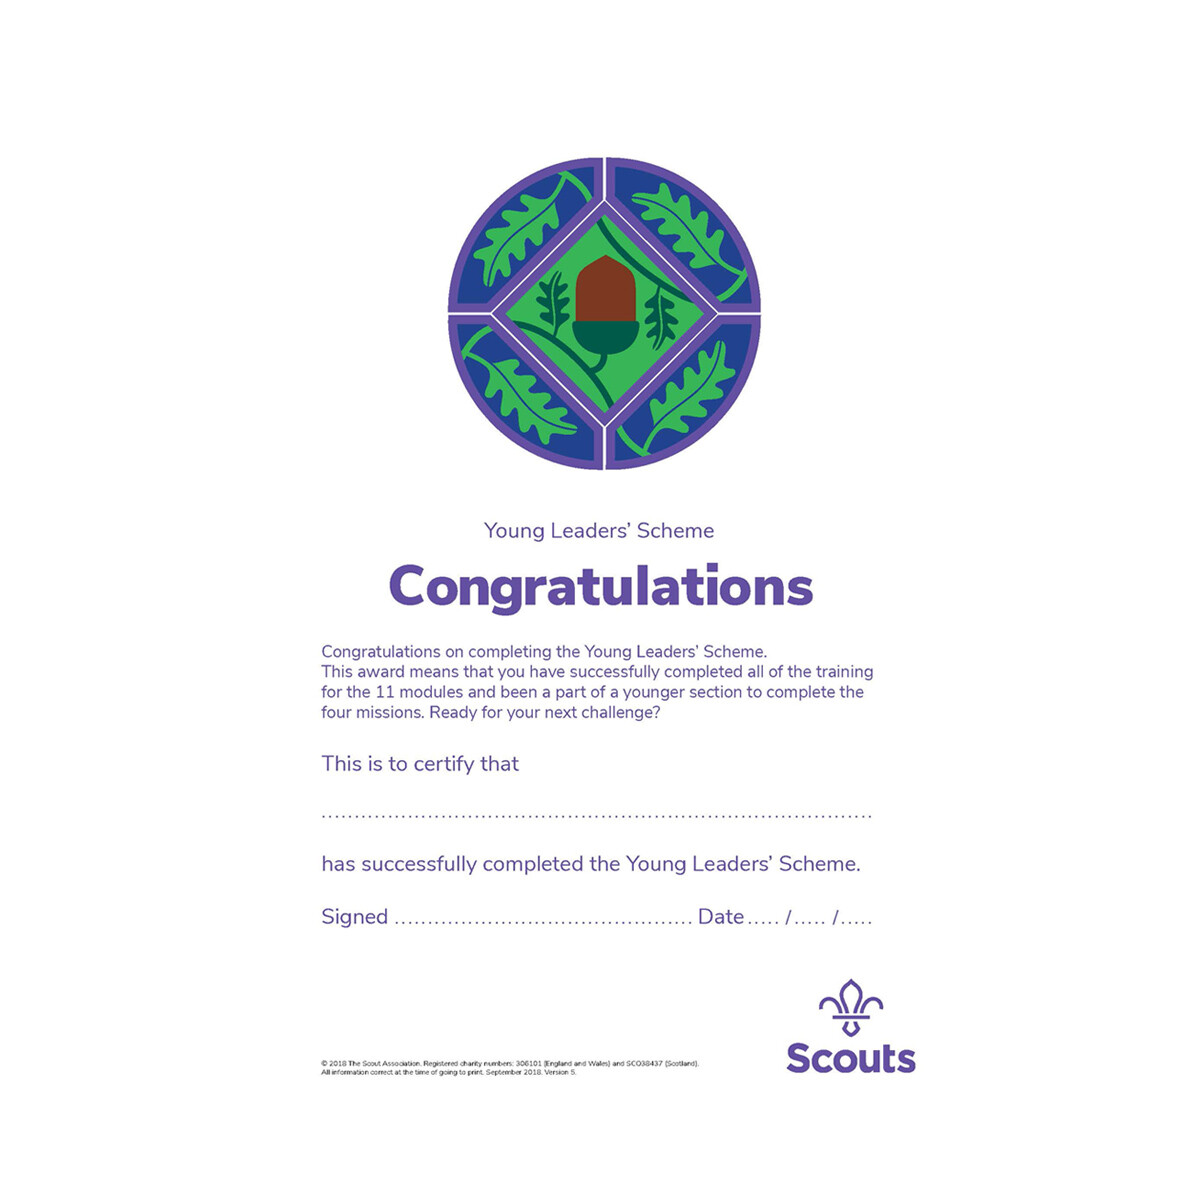 Young Leaders’ Scheme
Congratulations
Congratulations on completing the Young Leaders’ Scheme.
This award means that you have successfully completed all of the training
for the 11 modules and been a part of a younger section to complete the
four missions. Ready for your next challenge?
This is to certify that
....................................................................................
has successfully completed the Young Leaders’ Scheme.
Signed ............................................. Date ..... /..... /.....
Scouts
© 2018 The Scout Association. Registered charity numbers: 306101 (England and Wales) and SC038437 (Scotland).
All information correct at the time of going to print. September 2018. Version 5.